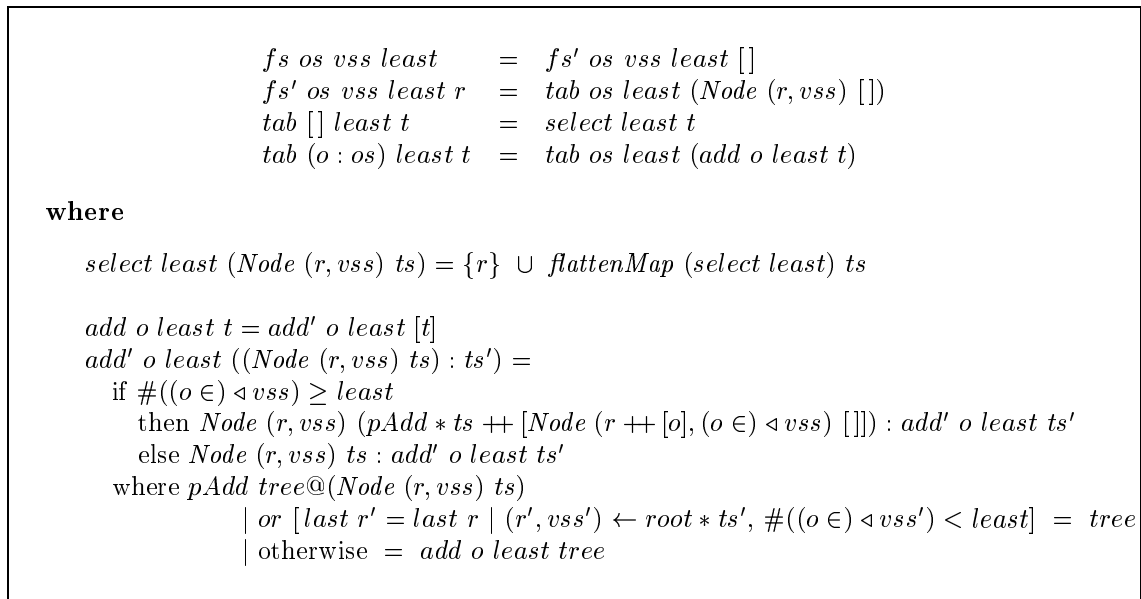 fs os vss least = fs′ os vss least [ ]
fs′ os vss least r = tab os least (Node (r, vss) [ ])
tab [ ] least t = select least t
tab (o : os) least t = tab os least (add o least t)
where
select least (Node (r, vss) ts) = {r} ∪ flattenMap (select least) ts
add o least t = add′ o least [t]
add′ o least ((Node (r, vss) ts) : ts′) =
if #((o ∈) ◃ vss) ≥ least
then Node (r, vss) (pAdd ∗ ts ++ [Node (r ++ [o], (o ∈) ◃ vss) [ ]]) : add′ o least ts′
else Node (r, vss) ts : add′ o least ts′
where pAdd tree@(Node (r, vss) ts)
| or [last r′ = last r | (r′, vss′) ← root ∗ ts′, #((o ∈) ◃ vss′) < least] = tree
| otherwise = add o least tree